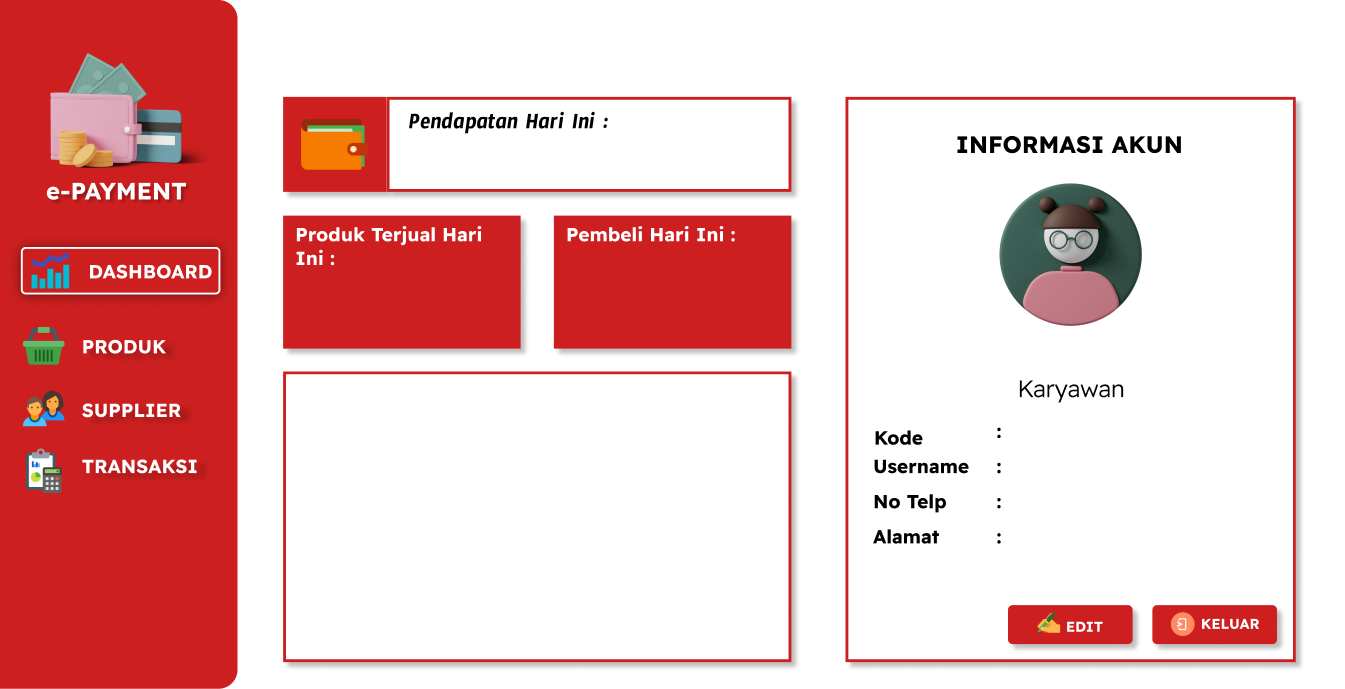 e-PAYMENT
DASHBOARD
PRODUK
SUPPLIER
TRANSAKSI
Pendapatan Hari Ini :
Produk Terjual Hari
Ini :
Pembeli Hari Ini :
INFORMASI AKUN
Karyawan
Kode :
Username :
No Telp :
Alamat :
EDIT
KELUAR